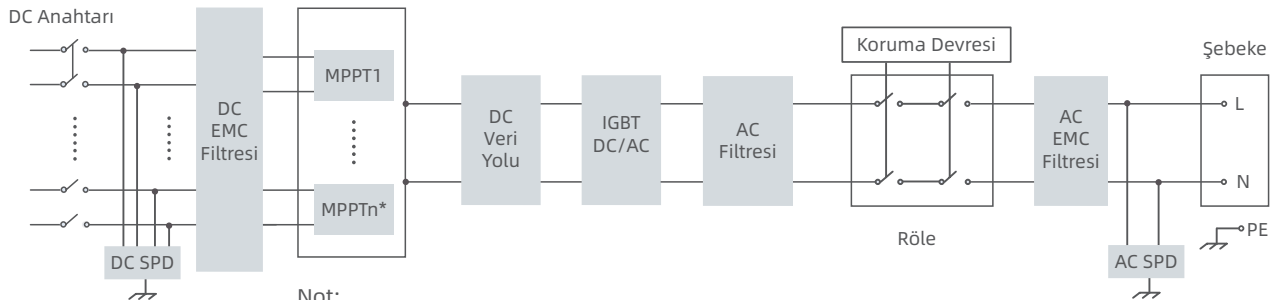 DC Anahtarı
DC SPD
DC
EMC
Filtresi
MPPT1
MPPTn*
Not:
DC
Veri
Yolu
IGBT
DC/AC
AC
Filtresi
Koruma Devresi
Röle
AC
EMC
Filtresi
AC SPD
Şebeke
L
N
PE